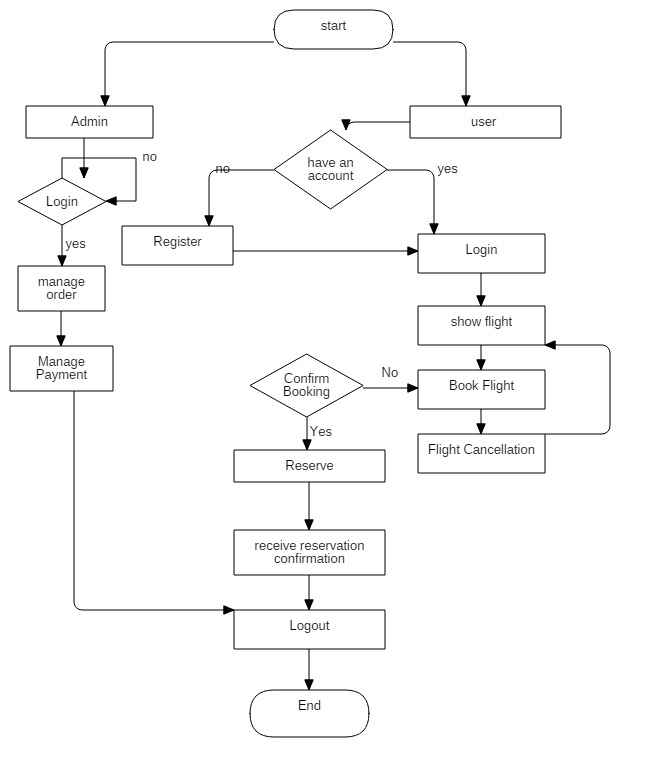 start
Admin
user
no
have an
account
no
yes
Login
yes
Register
Login
manage
order
show flight
Manage
Payment
Confirm
Booking
No
Book Flight
Yes
Flight Cancellation
Reserve
receive reservation
confirmation
Logout
End